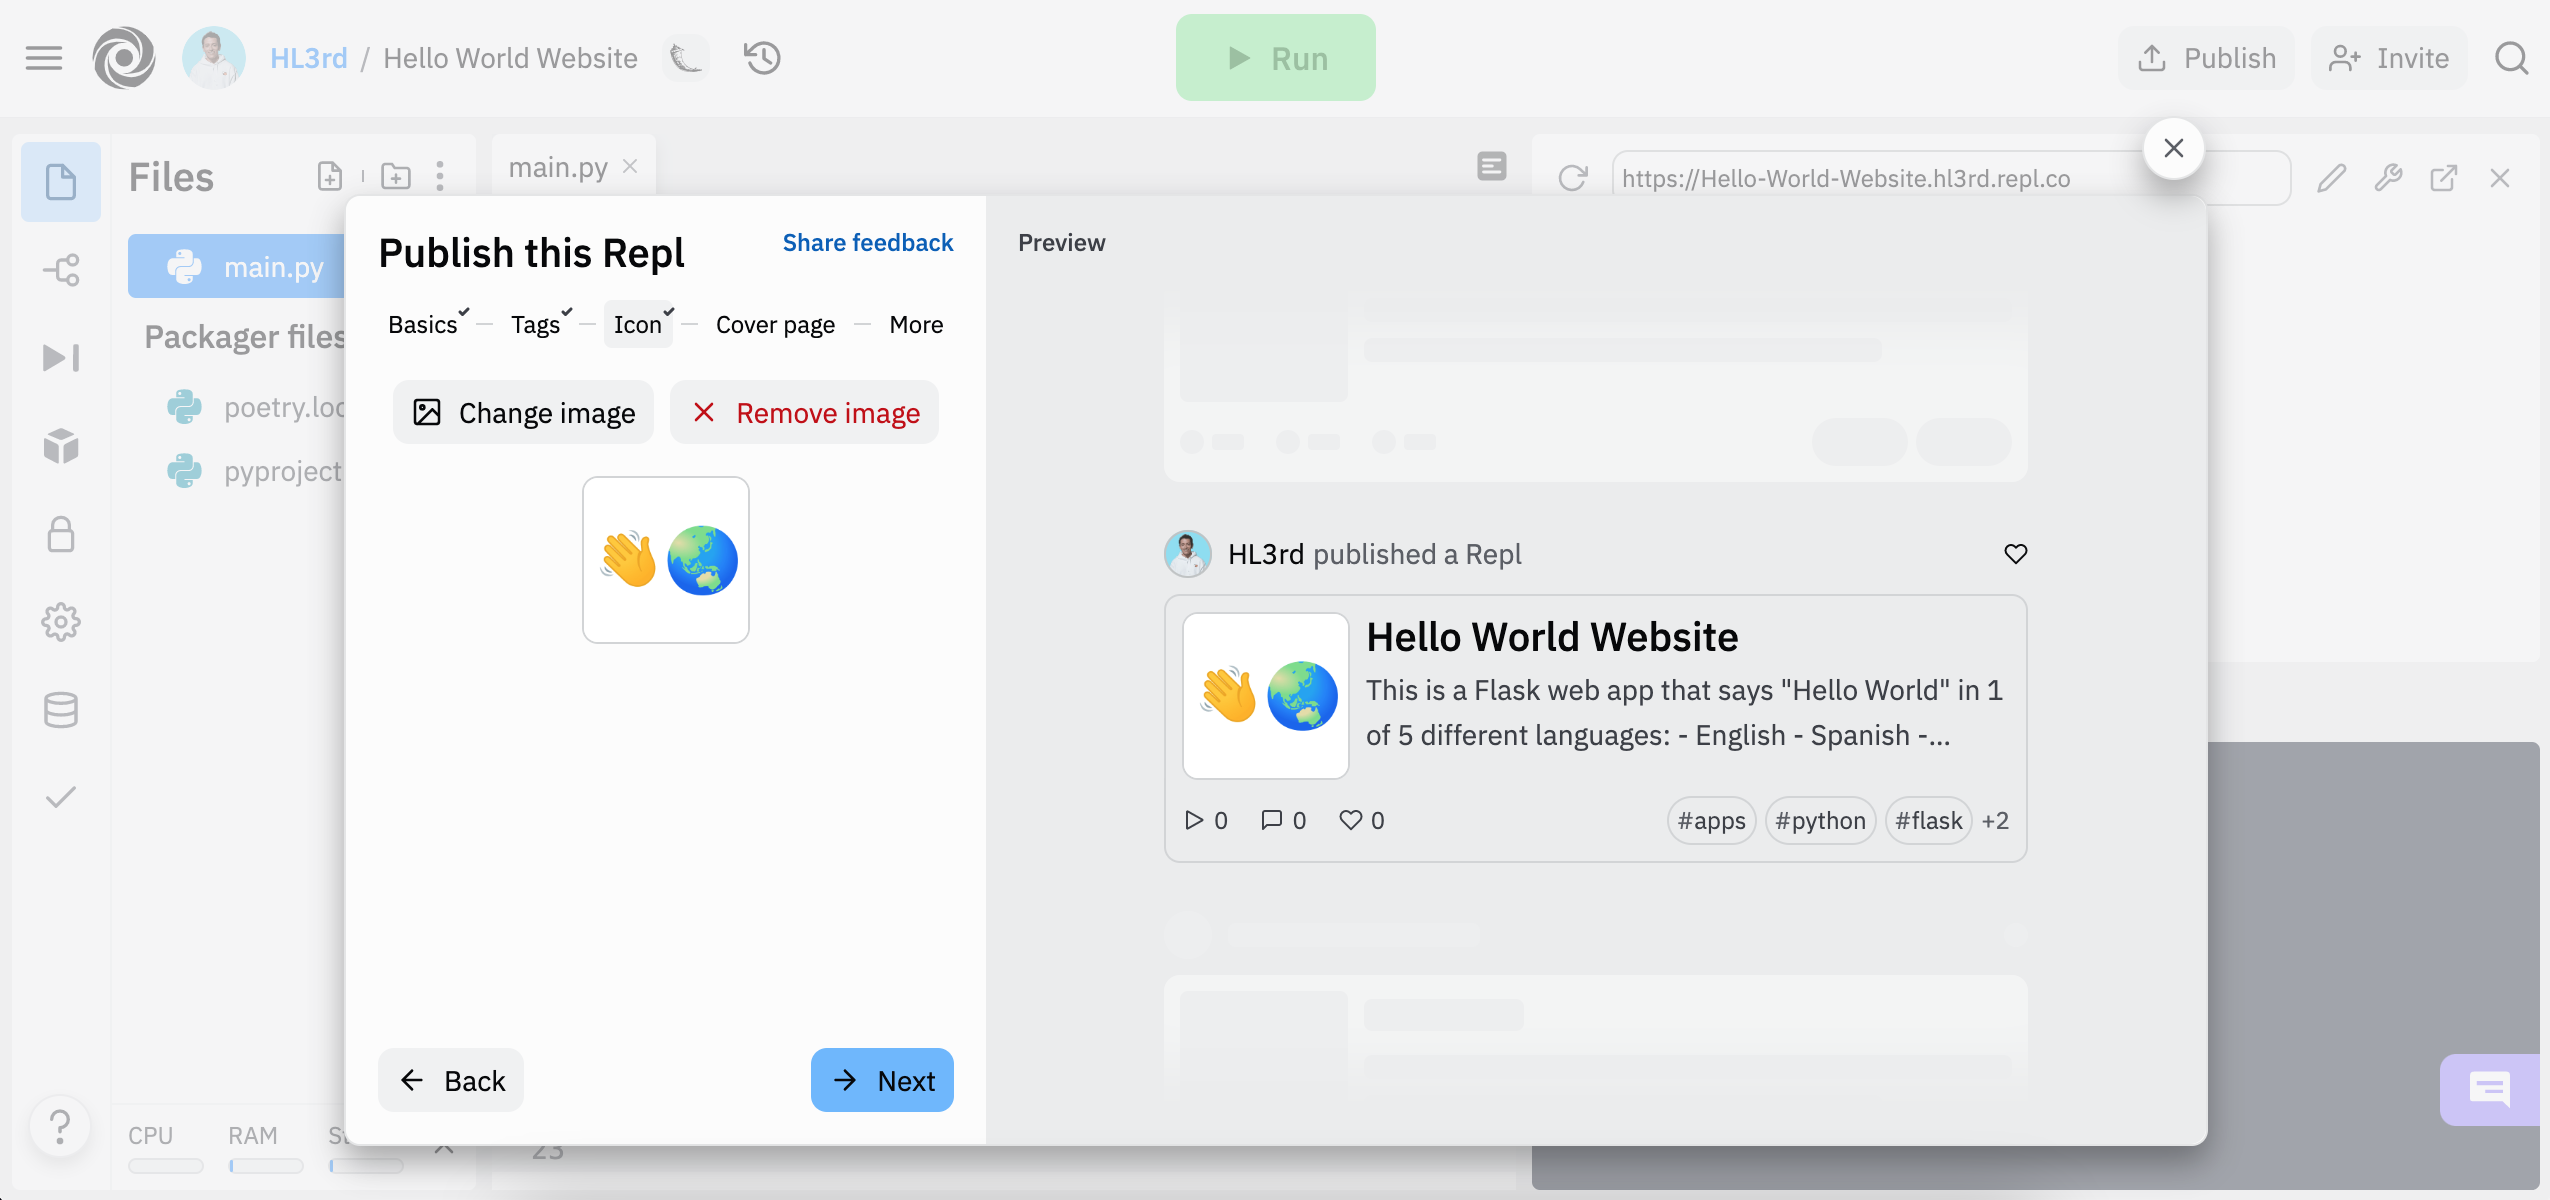 HL3rd / Hello World Website
Run
Publish
Invite
Files
main.py
https://Hello-World-Website.hl3rd.repl.co
main.py
Packager files
poetry.loc
pyproject
CPU
RAM
23
Publish this Repl
Share feedback
Basics
Tags
Icon
Cover page
More
Change image
Remove image
Back
Next
Preview
HL3rd published a Repl
Hello World Website
This is a Flask web app that says "Hello World" in 1
of 5 different languages: - English - Spanish -...
0
0
0
#apps
#python
#flask
+2